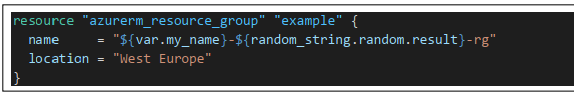 resource "azurerm_resource_group" "example" {
  name     = "${var.my_name}-${random_string.random.result}-rg"
  location = "West Europe"
}